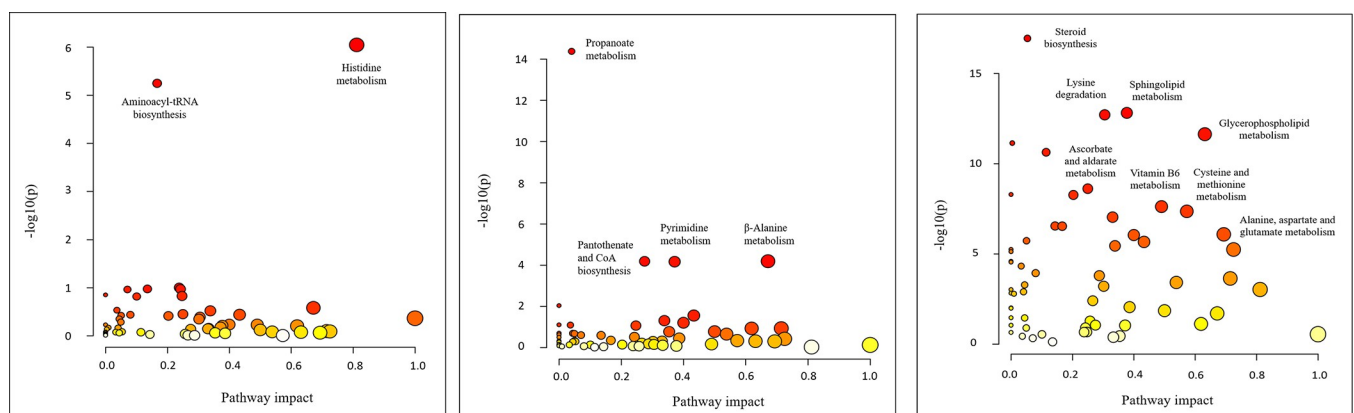 6
5
4
3
2
1
0
-log10(p)
Histidine
metabolism
Aminoacyl-tRNA
biosynthesis
0.0 0.2 0.4 0.6 0.8 1.0
Pathway impact
14
12
10
8
6
4
2
0
-log10(p)
Propanoate
metabolism
Pantothenate
and CoA
biosynthesis
Pyrimidine
metabolism
β-Alanine
metabolism
0.0 0.2 0.4 0.6 0.8 1.0
Pathway impact
15
10
5
0
-log10(p)
Steroid
biosynthesis
Lysine
degradation
Sphingolipid
metabolism
Glycerophospholipid
metabolism
Ascorbate
and aldarate
metabolism
Vitamin B6
metabolism
Cysteine and
methionine
metabolism
Alanine, aspartate and
glutamate metabolism
0.0 0.2 0.4 0.6 0.8 1.0
Pathway impact